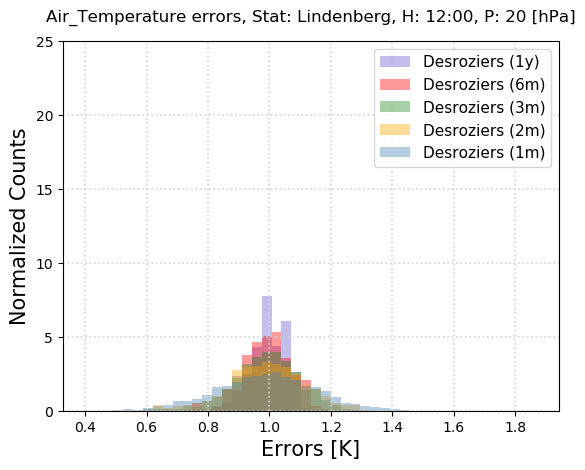 Air_Temperature errors, Stat: Lindenberg, H: 12:00, P: 20 [hPa]
25
20
15
10
5
0
Normalized Counts
Desroziers (1y)
Desroziers (6m)
Desroziers (3m)
Desroziers (2m)
Desroziers (1m)
0.4 0.6 0.8 1.0 1.2 1.4 1.6 1.8
Errors [K]